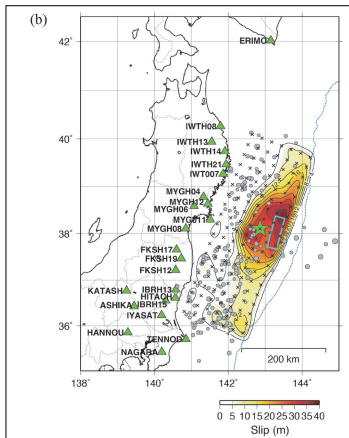 (b)
42°
ERIMO
IWTH08
40°
IWTH13
IWTH14
IWTH21
IWT007
MYGH04
MYGH12
MYGH06
MYG011
38°
MYGH08
FKSH17
FKSH19
FKSH12
KATASH
IBRH13
HITACH
ASHIKA
IBRH15
36°
IYASAT
HANNOU
TENNOD
NAGARA
200 km
138° 140° 142° 144°
0 5 10 15 20 25 30 35 40
Slip (m)